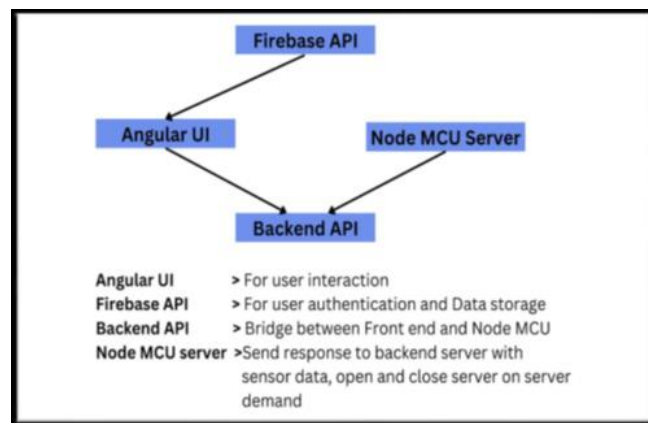 Firebase API
Angular UI
Node MCU Server
Backend API
Angular UI > For user interaction
Firebase API > For user authentication and Data storage
Backend API > Bridge between Front end and Node MCU
Node MCU server >Send response to backend server with
sensor data, open and close server on server
demand